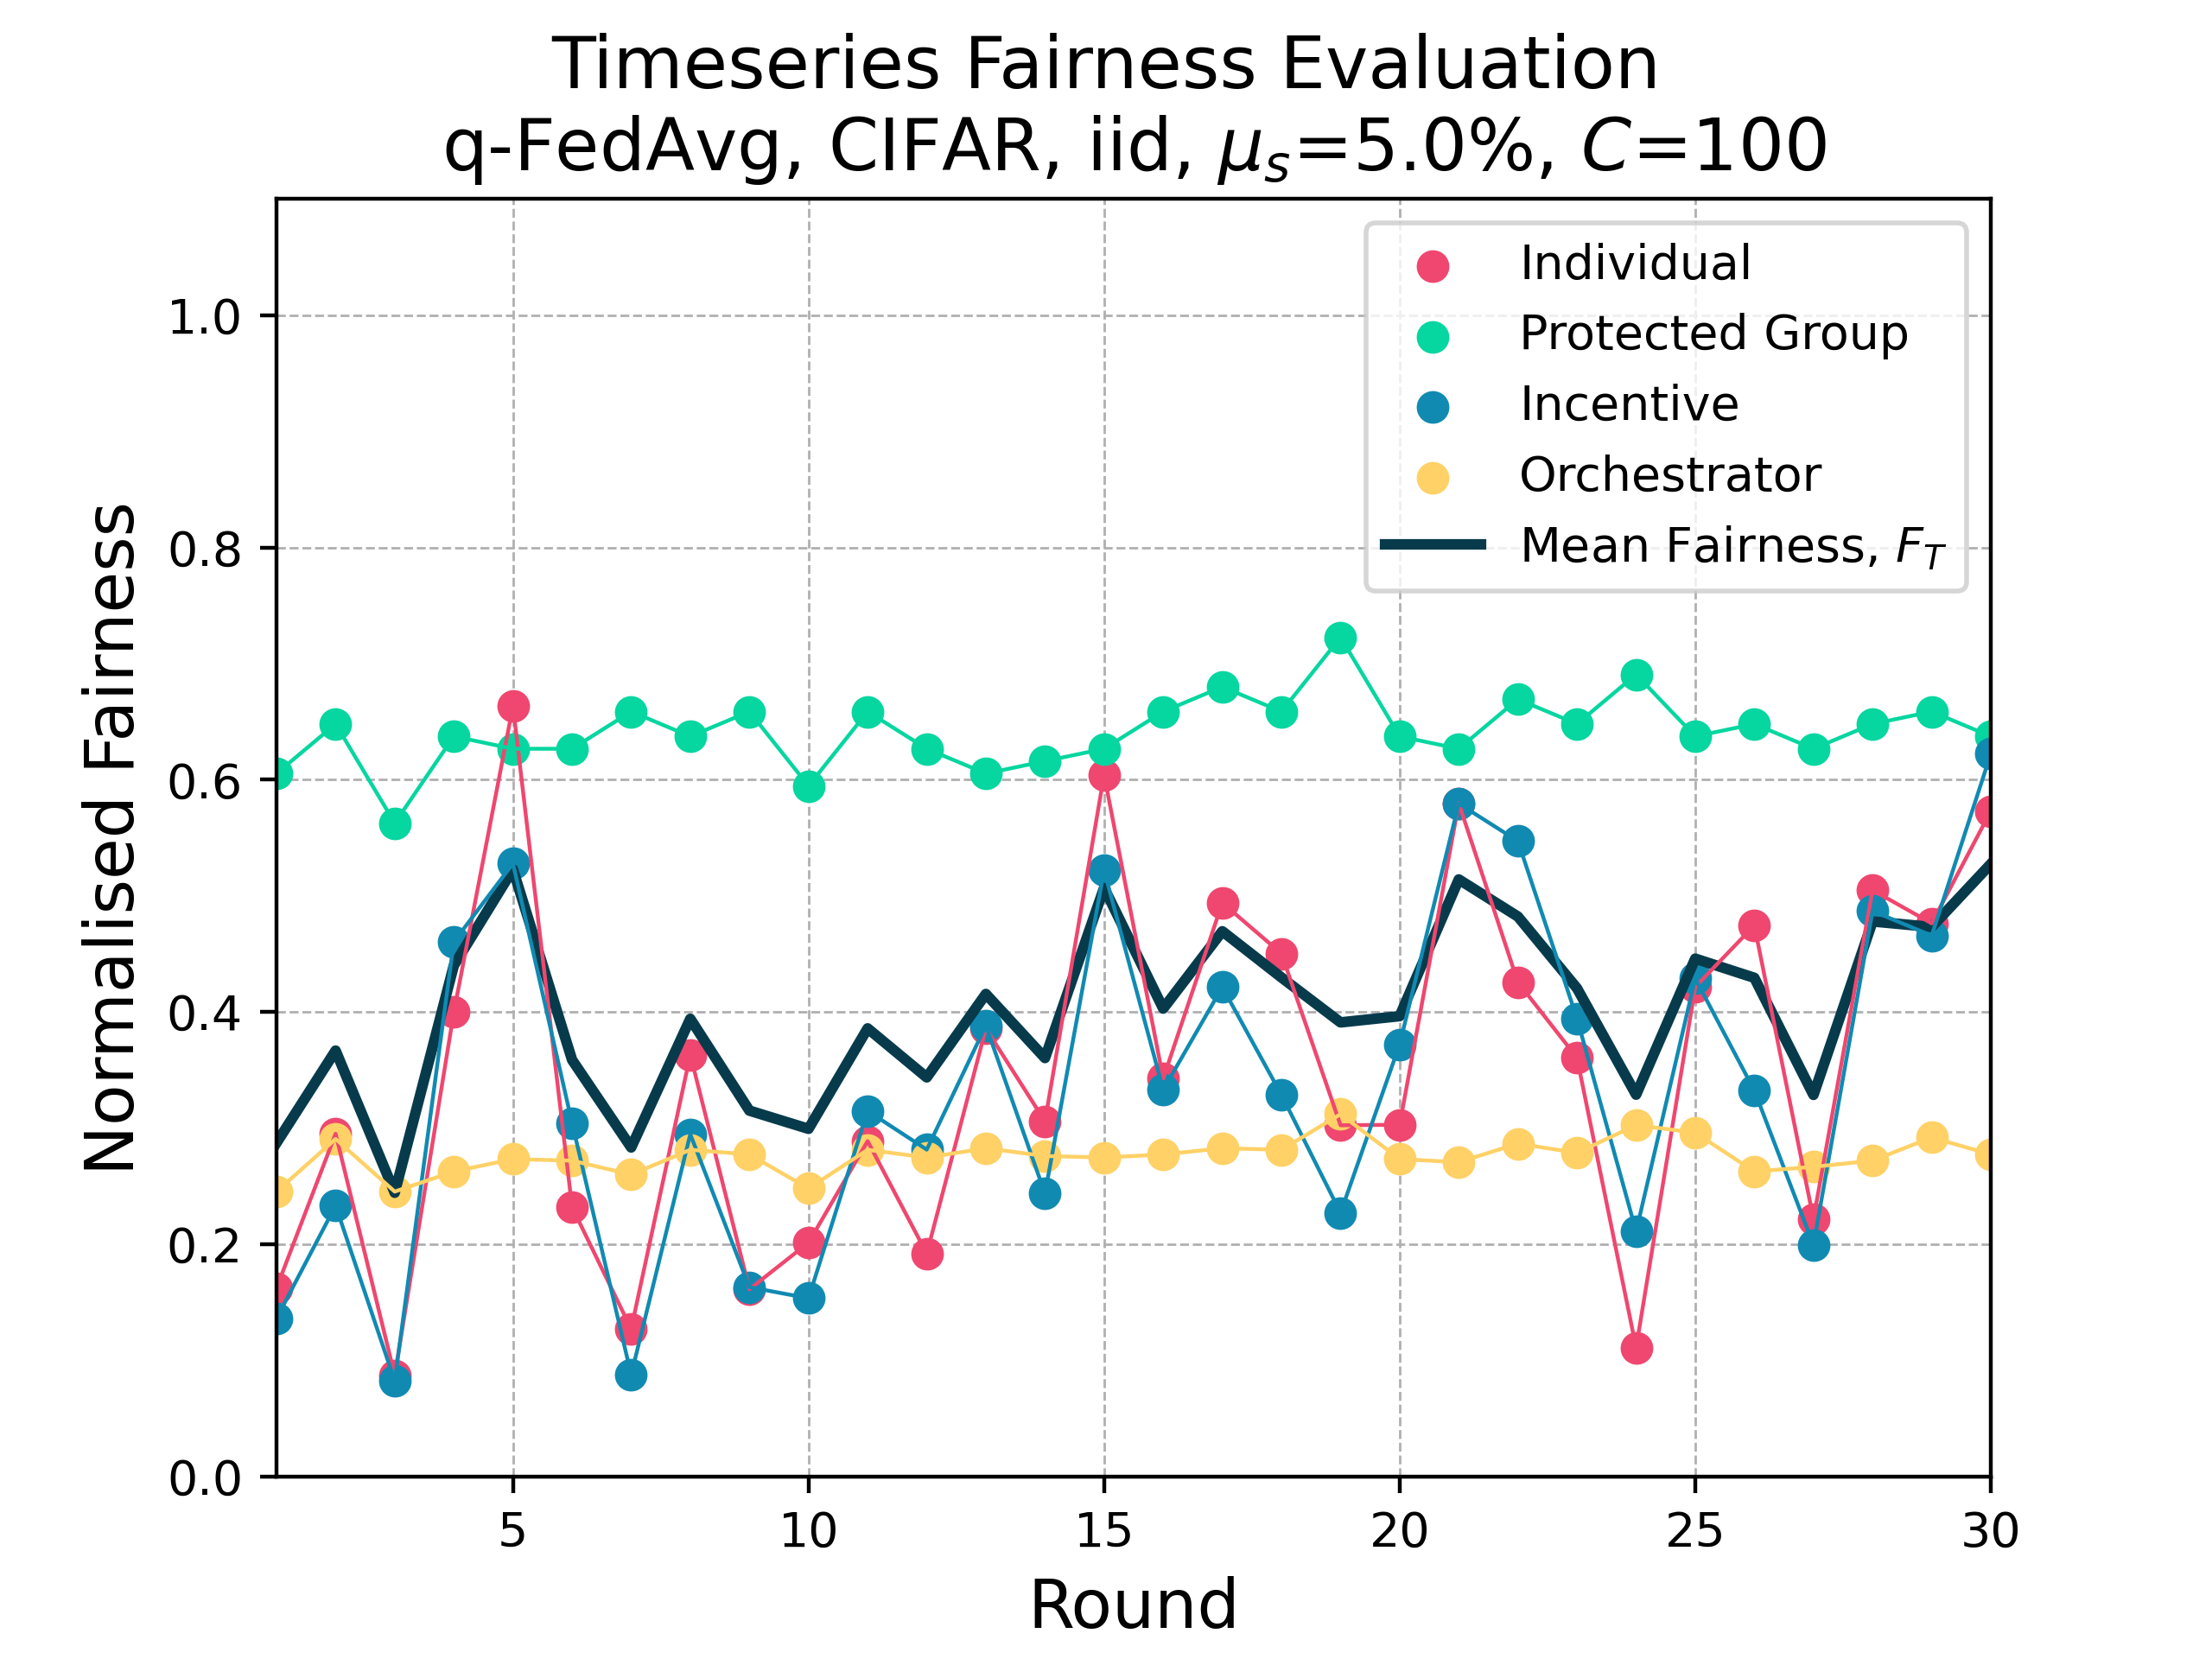 Timeseries Fairness Evaluation
q-FedAvg, CIFAR, iid, μs=5.0%, C=100
Individual
Protected Group
Incentive
Orchestrator
Mean Fairness, FT
Normalised Fairness
1.0
0.8
0.6
0.4
0.2
0.0
5 10 15 20 25 30
Round